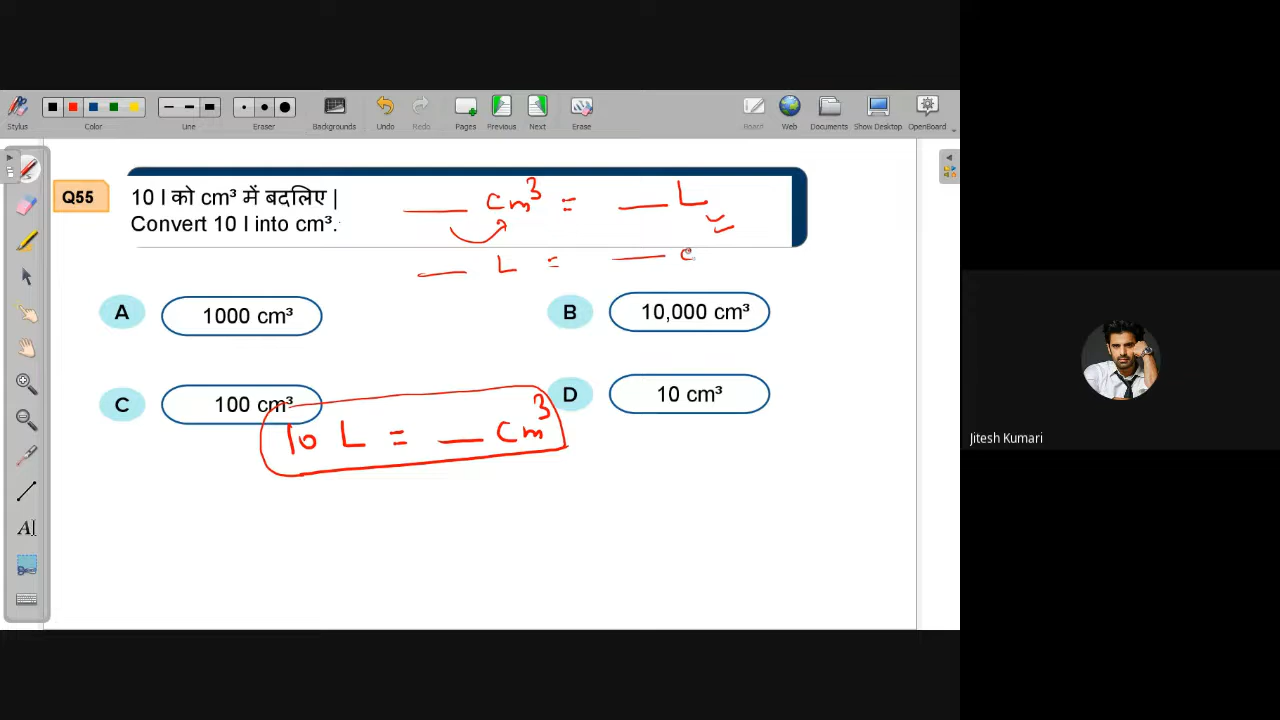 Stylus
Color
Line
Eraser
Backgrounds
Undo
Redo
Pages
Previous
Next
Erase
Board
Web
Documents
Show Desktop
OpenBoard
Q55
10 l को cm³ में बदलिए |
Convert 10 l into cm³.
___ cm³ = ___ L
___ L = ___ c
A
1000 cm³
B
10,000 cm³
C
100 cm³
D
10 cm³
10 L = __ cm³
Jitesh Kumari